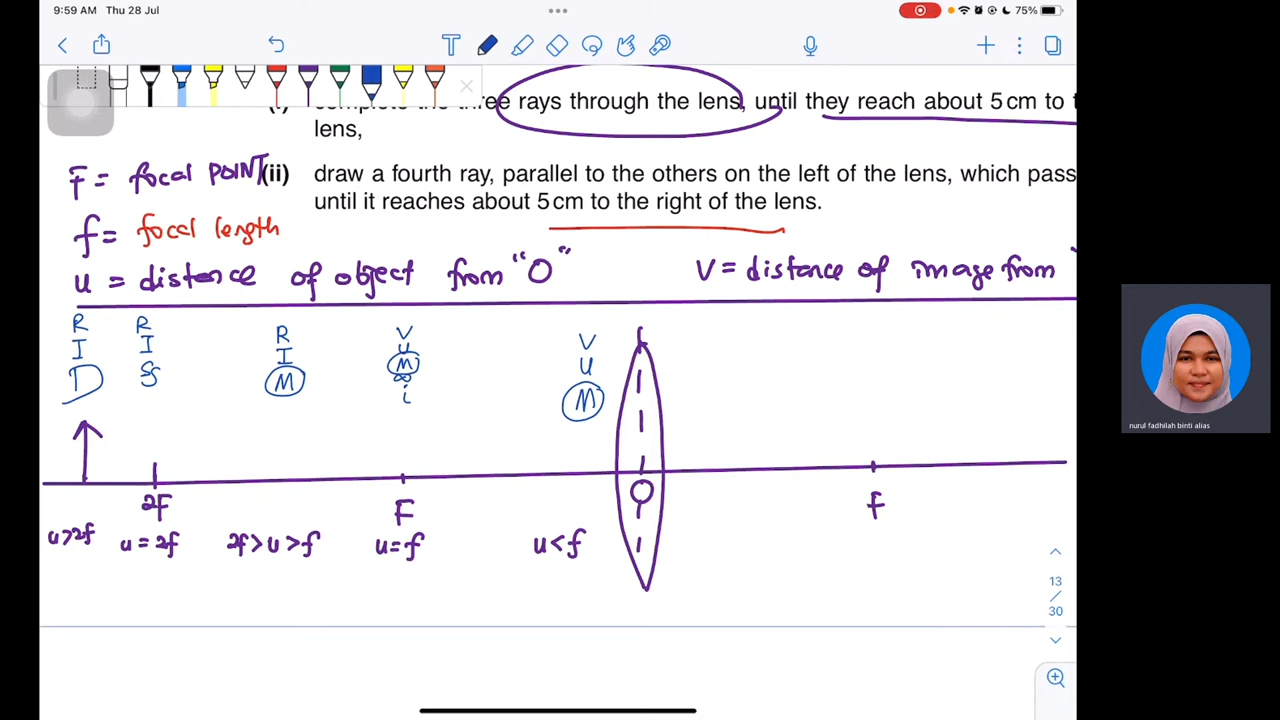 9:59 AM Thu 28 Jul
75%
complete the three rays through the lens, until they reach about 5 cm to
lens,
(ii) draw a fourth ray, parallel to the others on the left of the lens, which pass
until it reaches about 5 cm to the right of the lens.
F = focal POINT
f = focal length
u = distance of object from "O"
V = distance of image from "
R
I
D
R
I
S
R
I
M
V
U
M
∞
i
V
U
M
2F
F
O
F
u>2f
u = 2f
2f>u>f
u=f
u<f
nurul fadhilah binti alias
13
/
30